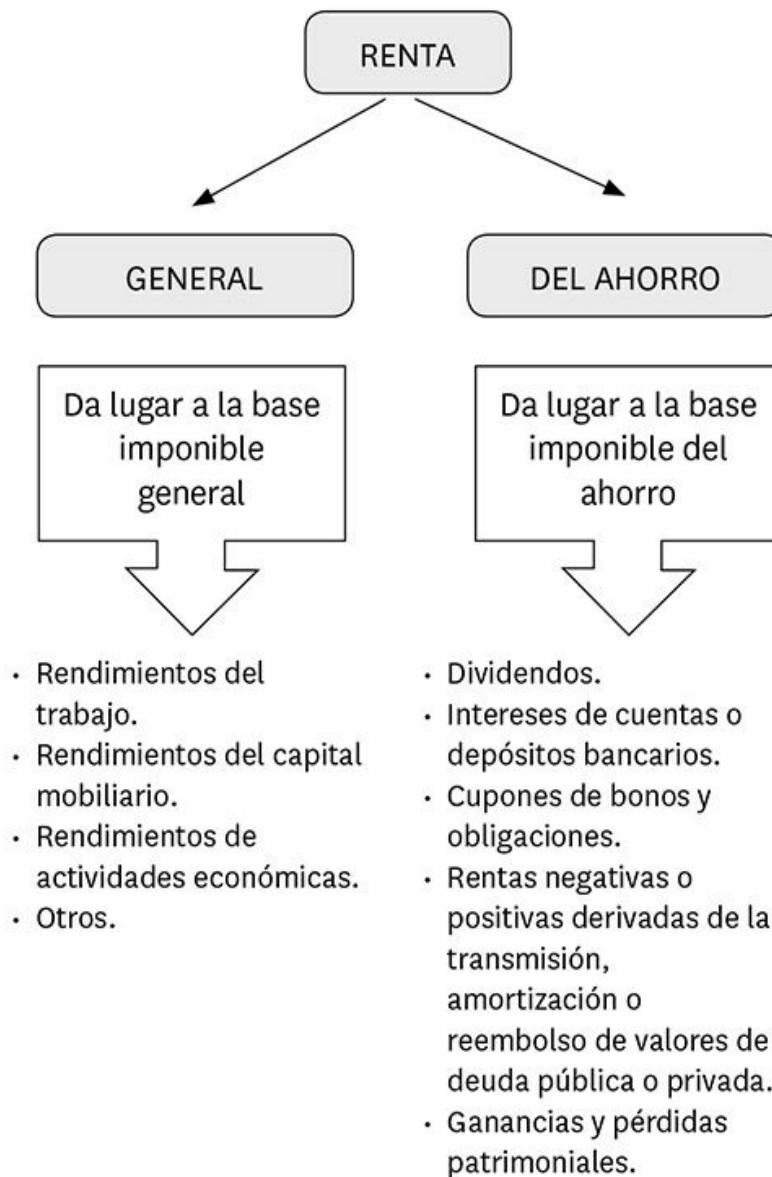 RENTA
GENERAL
Da lugar a la base
imponible
general
· Rendimientos del
trabajo.
· Rendimientos del capital
mobiliario.
· Rendimientos de
actividades económicas.
· Otros.
DEL AHORRO
Da lugar a la base
imponible del
ahorro
· Dividendos.
· Intereses de cuentas o
depósitos bancarios.
· Cupones de bonos y
obligaciones.
· Rentas negativas o
positivas derivadas de la
transmisión,
amortización o
reembolso de valores de
deuda pública o privada.
· Ganancias y pérdidas
patrimoniales.